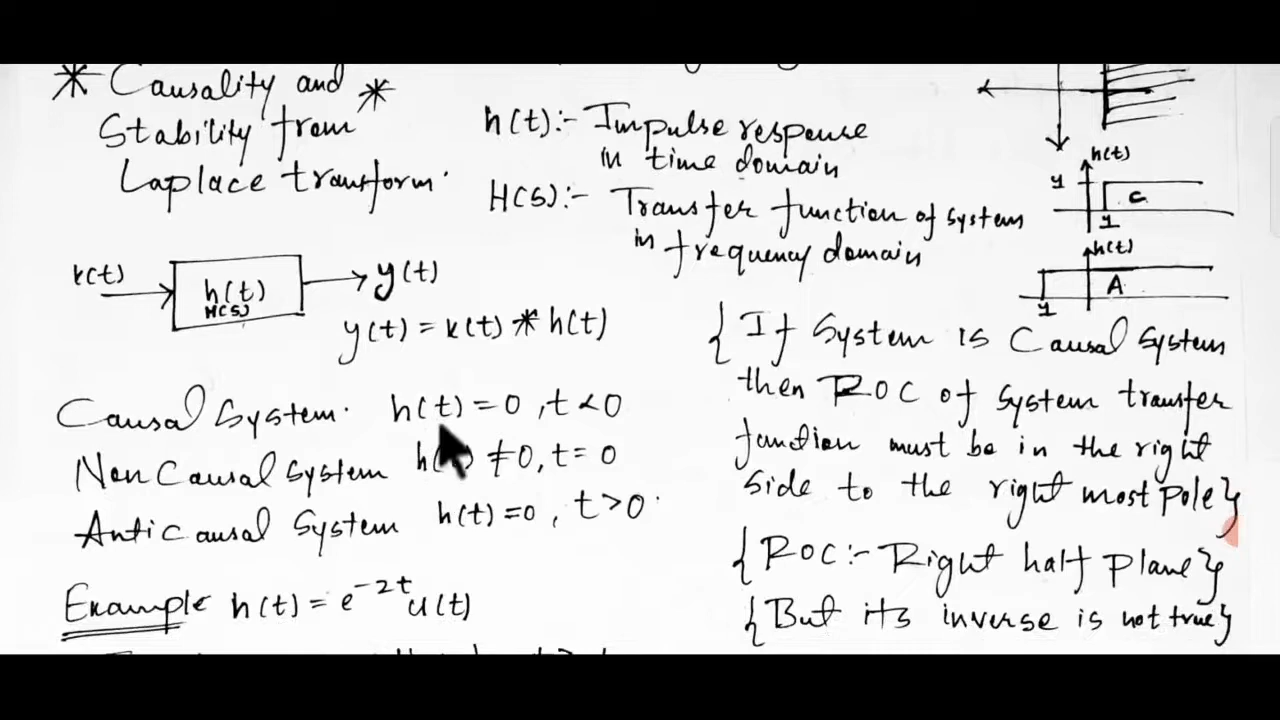 * Causality and *
Stability from
Laplace transform.
h(t):- Impulse response
in time domain
H(S):- Transfer function of system
in frequency domain
x(t)
h(t)
H(S)
y(t)
y(t) = x(t) * h(t)
Causal System. h(t) = 0, t < 0
Non Causal System h( ) ≠ 0, t = 0
Anti causal System h(t) = 0, t > 0.
Example h(t) = e^-2t u(t)
h(t)
y
C
1
h(t)
A
1
{ If System is Causal System
then ROC of System transfer
function must be in the right
side to the right most pole}
{ ROC:- Right half plane}
{ But its inverse is not true}